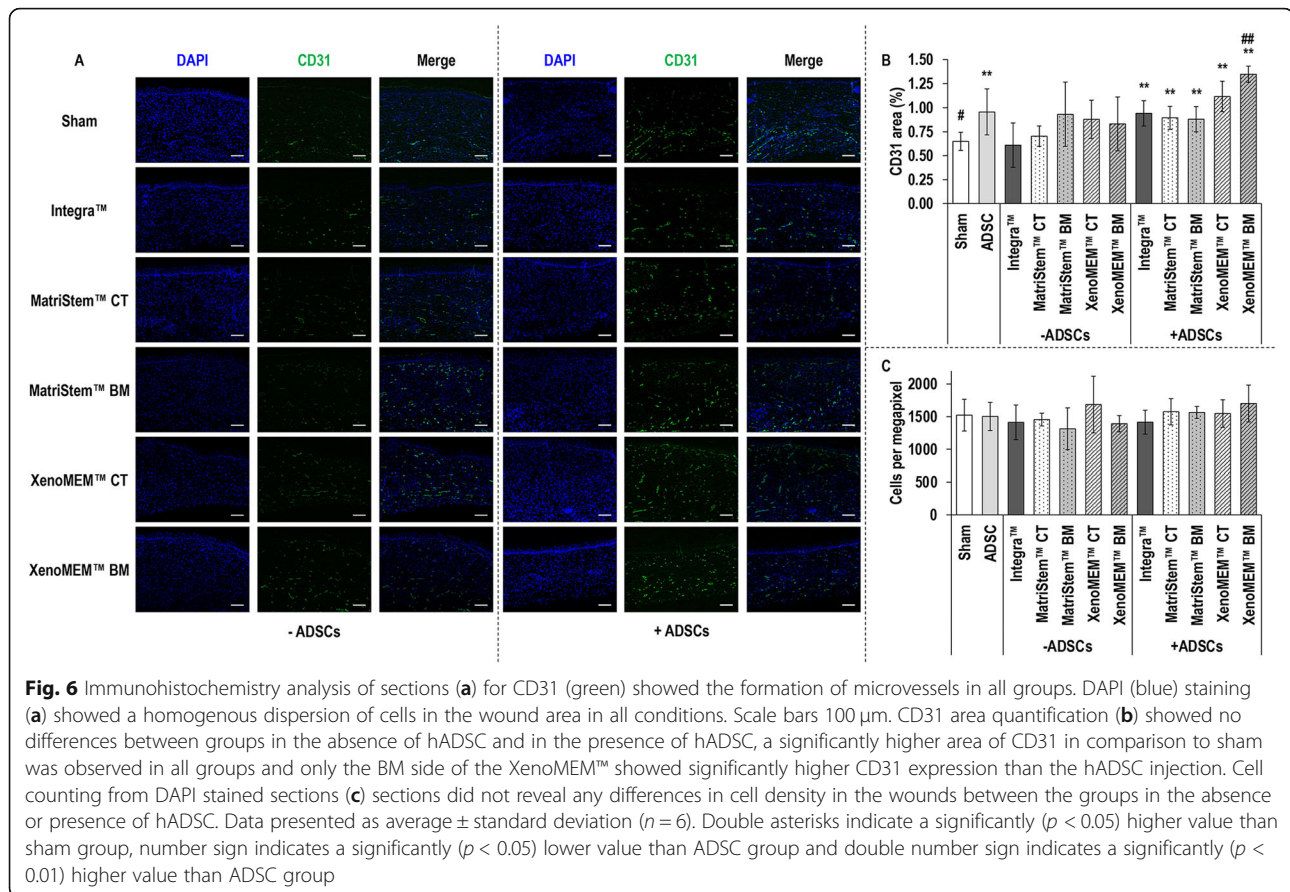 A
DAPI CD31 Merge DAPI CD31 Merge
Sham
Integra™
MatriStem™ CT
MatriStem™ BM
XenoMEM™ CT
XenoMEM™ BM
- ADSCs + ADSCs
B
CD31 area (%)
1.50
1.25
1.00
0.75
0.50
0.25
0.00
# ** ** ** ** ** ## **
Sham
ADSC
Integra™
MatriStem™ CT
MatriStem™ BM
XenoMEM™ CT
XenoMEM™ BM
Integra™
MatriStem™ CT
MatriStem™ BM
XenoMEM™ CT
XenoMEM™ BM
-ADSCs +ADSCs
C
Cells per megapixel
2000
1500
1000
500
0
Sham
ADSC
Integra™
MatriStem™ CT
MatriStem™ BM
XenoMEM™ CT
XenoMEM™ BM
Integra™
MatriStem™ CT
MatriStem™ BM
XenoMEM™ CT
XenoMEM™ BM
-ADSCs +ADSCs
Fig. 6 Immunohistochemistry analysis of sections (a) for CD31 (green) showed the formation of microvessels in all groups. DAPI (blue) staining
(a) showed a homogenous dispersion of cells in the wound area in all conditions. Scale bars 100 μm. CD31 area quantification (b) showed no
differences between groups in the absence of hADSC and in the presence of hADSC, a significantly higher area of CD31 in comparison to sham
was observed in all groups and only the BM side of the XenoMEM™ showed significantly higher CD31 expression than the hADSC injection. Cell
counting from DAPI stained sections (c) sections did not reveal any differences in cell density in the wounds between the groups in the absence
or presence of hADSC. Data presented as average ± standard deviation (n = 6). Double asterisks indicate a significantly (p < 0.05) higher value than
sham group, number sign indicates a significantly (p < 0.05) lower value than ADSC group and double number sign indicates a significantly (p <
0.01) higher value than ADSC group